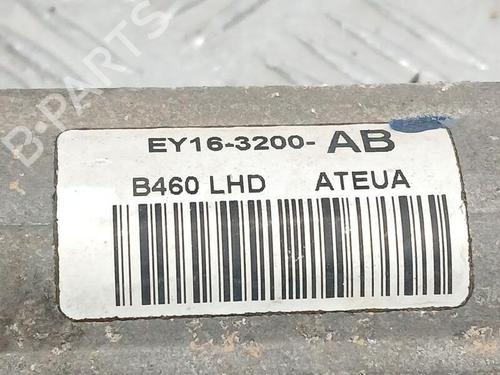 B-PARTS
EY16-3200- AB
B460 LHD ATEUA